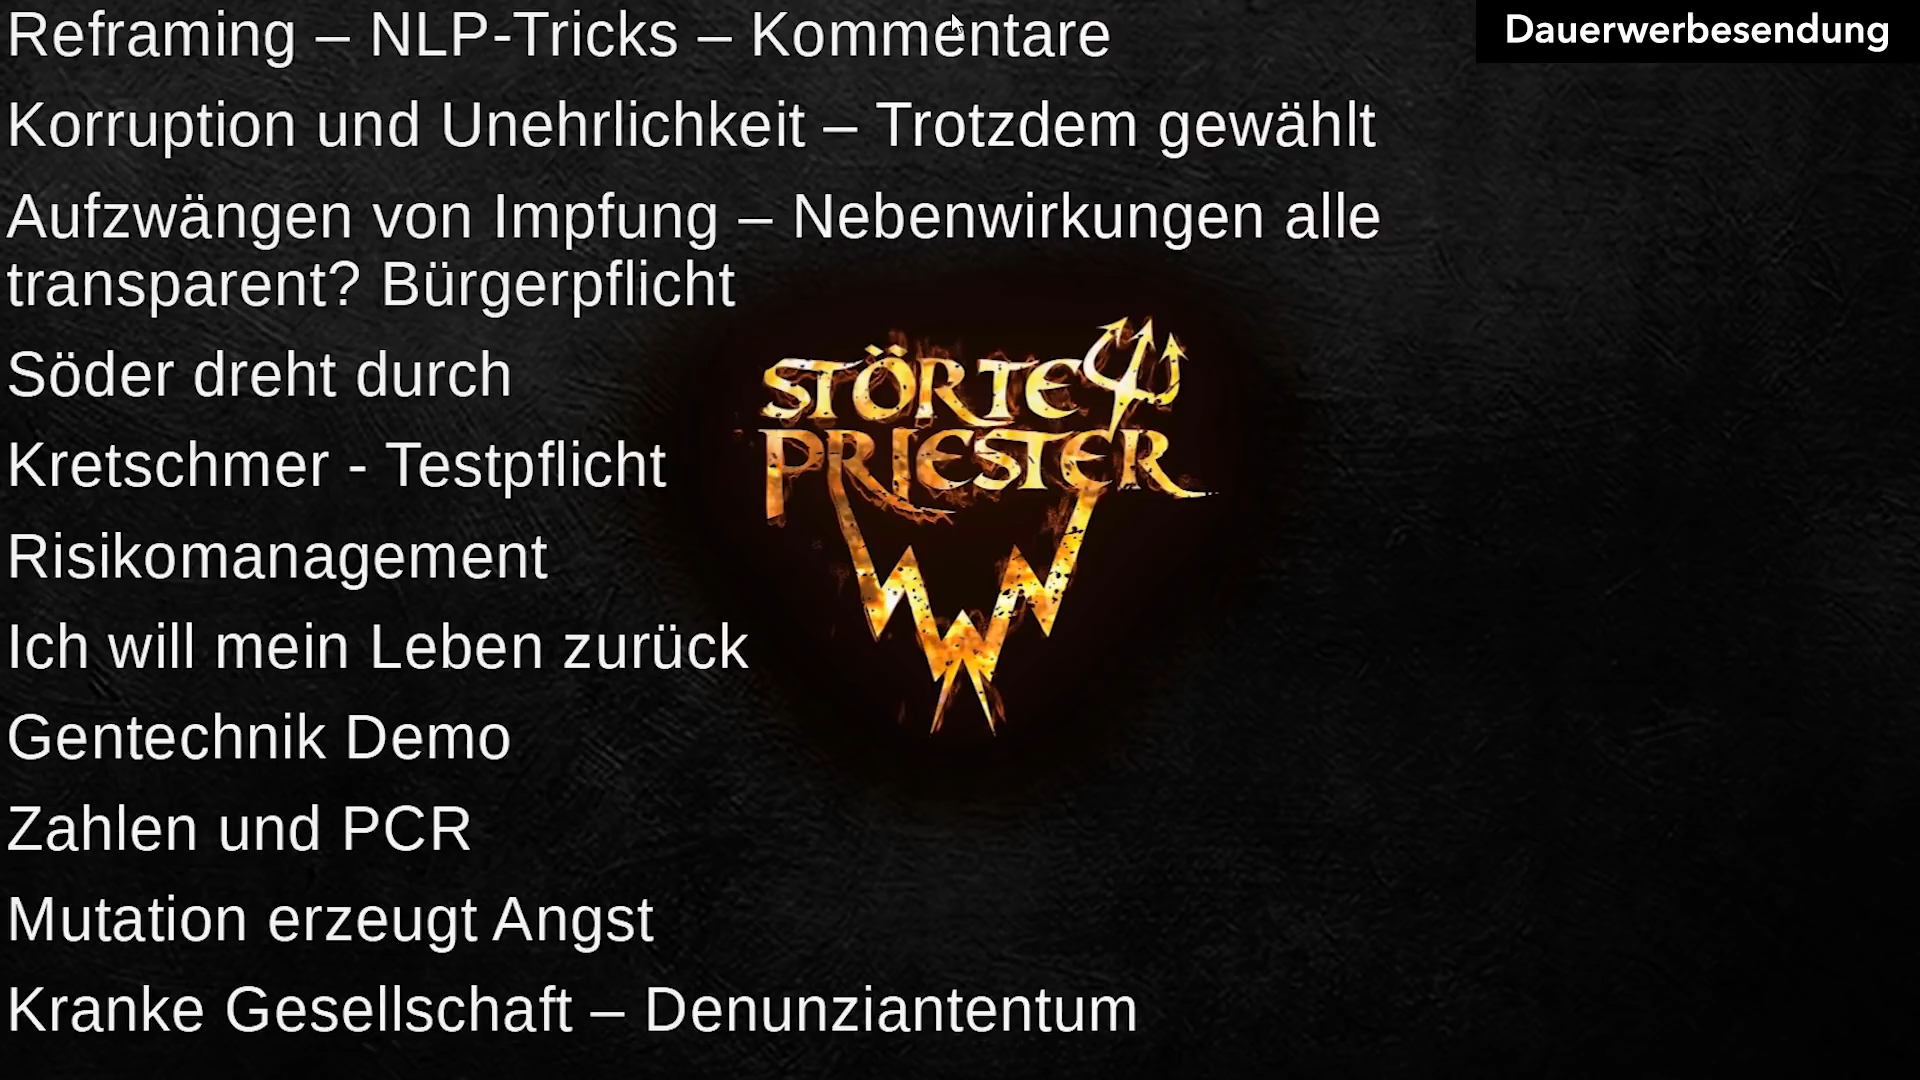 Reframing – NLP-Tricks – Kommentare
Dauerwerbesendung
Korruption und Unehrlichkeit – Trotzdem gewählt
Aufzwängen von Impfung – Nebenwirkungen alle
transparent? Bürgerpflicht
Söder dreht durch
Kretschmer - Testpflicht
Risikomanagement
Ich will mein Leben zurück
Gentechnik Demo
Zahlen und PCR
Mutation erzeugt Angst
Kranke Gesellschaft – Denunziantentum
STÖRTE
PRIESTER